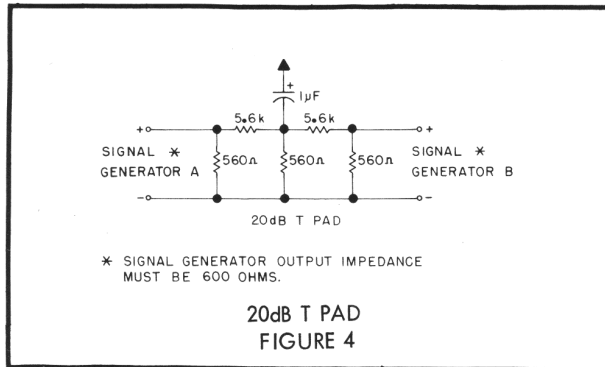 +
1µF
5.6k 5.6k
+ +
SIGNAL * 560Ω 560Ω 560Ω SIGNAL *
GENERATOR A GENERATOR B
- -
20dB T PAD
* SIGNAL GENERATOR OUTPUT IMPEDANCE
MUST BE 600 OHMS.
20dB T PAD
FIGURE 4